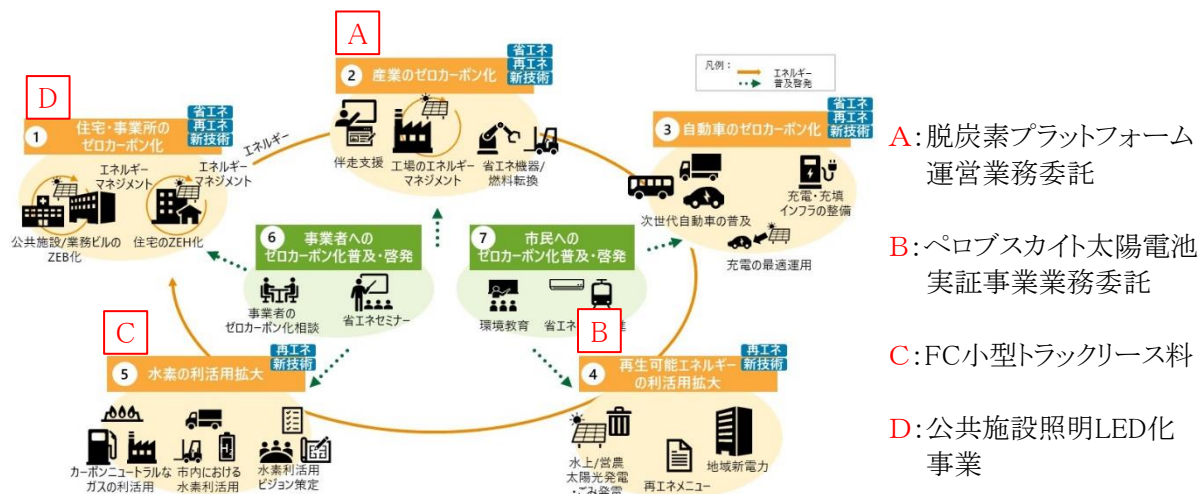 A
省エネ
再エネ
新技術
② 産業のゼロカーボン化
凡例：
エネルギー
普及啓発
D
省エネ
再エネ
新技術
① 住宅・事業所の
ゼロカーボン化
エネルギー
省エネ
再エネ
新技術
③ 自動車のゼロカーボン化
伴走支援
工場のエネルギー
マネジメント
省エネ機器/
燃料転換
エネルギー
マネジメント
エネルギー
マネジメント
公共施設/業務ビルの
ZEB化
住宅のZEH化
次世代自動車の普及
充電・充填
インフラの整備
充電の最適運用
⑥ 事業者への
ゼロカーボン化普及・啓発
⑦ 市民への
ゼロカーボン化普及・啓発
事業者の
ゼロカーボン化相談
省エネセミナー
環境教育
省エネ
進
C
再エネ
新技術
⑤ 水素の利活用拡大
B
再エネ
新技術
④ 再生可能エネルギー
の利活用拡大
カーボンニュートラルな
ガスの利活用
市内における
水素利活用
水素利活用
ビジョン策定
水上/営農
太陽光発電
・ごみ発電
再エネメニュー
地域新電力
A：脱炭素プラットフォーム
運営業務委託
B：ペロブスカイト太陽電池
実証事業業務委託
C：FC小型トラックリース料
D：公共施設照明LED化
事業